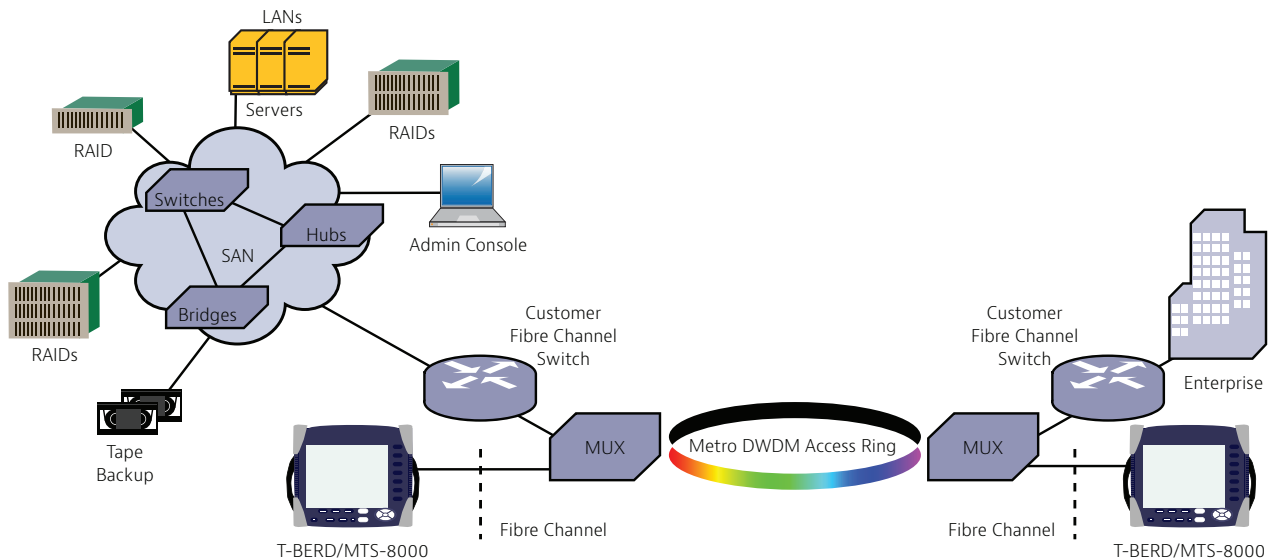 LANs
Servers
RAIDs
RAID
Switches
Hubs
SAN
Admin Console
Bridges
RAIDs
Tape
Backup
Customer
Fibre Channel
Switch
MUX
Metro DWDM Access Ring
MUX
Customer
Fibre Channel
Switch
Enterprise
Fibre Channel
Fibre Channel
T-BERD/MTS-8000
T-BERD/MTS-8000